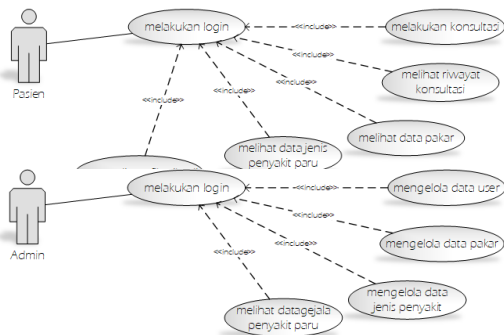 melakukan login
<<include>>
melakukan konsultasi
<<include>>
melihat riwayat
konsultasi
Pasien
<<include>>
<<include>>
<<include>>
melihat data pakar
melihat data jenis
penyakit paru
melakukan login
<<include>>
mengelola data user
<<include>>
mengelola data pakar
Admin
<<include>>
<<include>>
mengelola data
jenis penyakit
melihat datagejala
penyakit paru